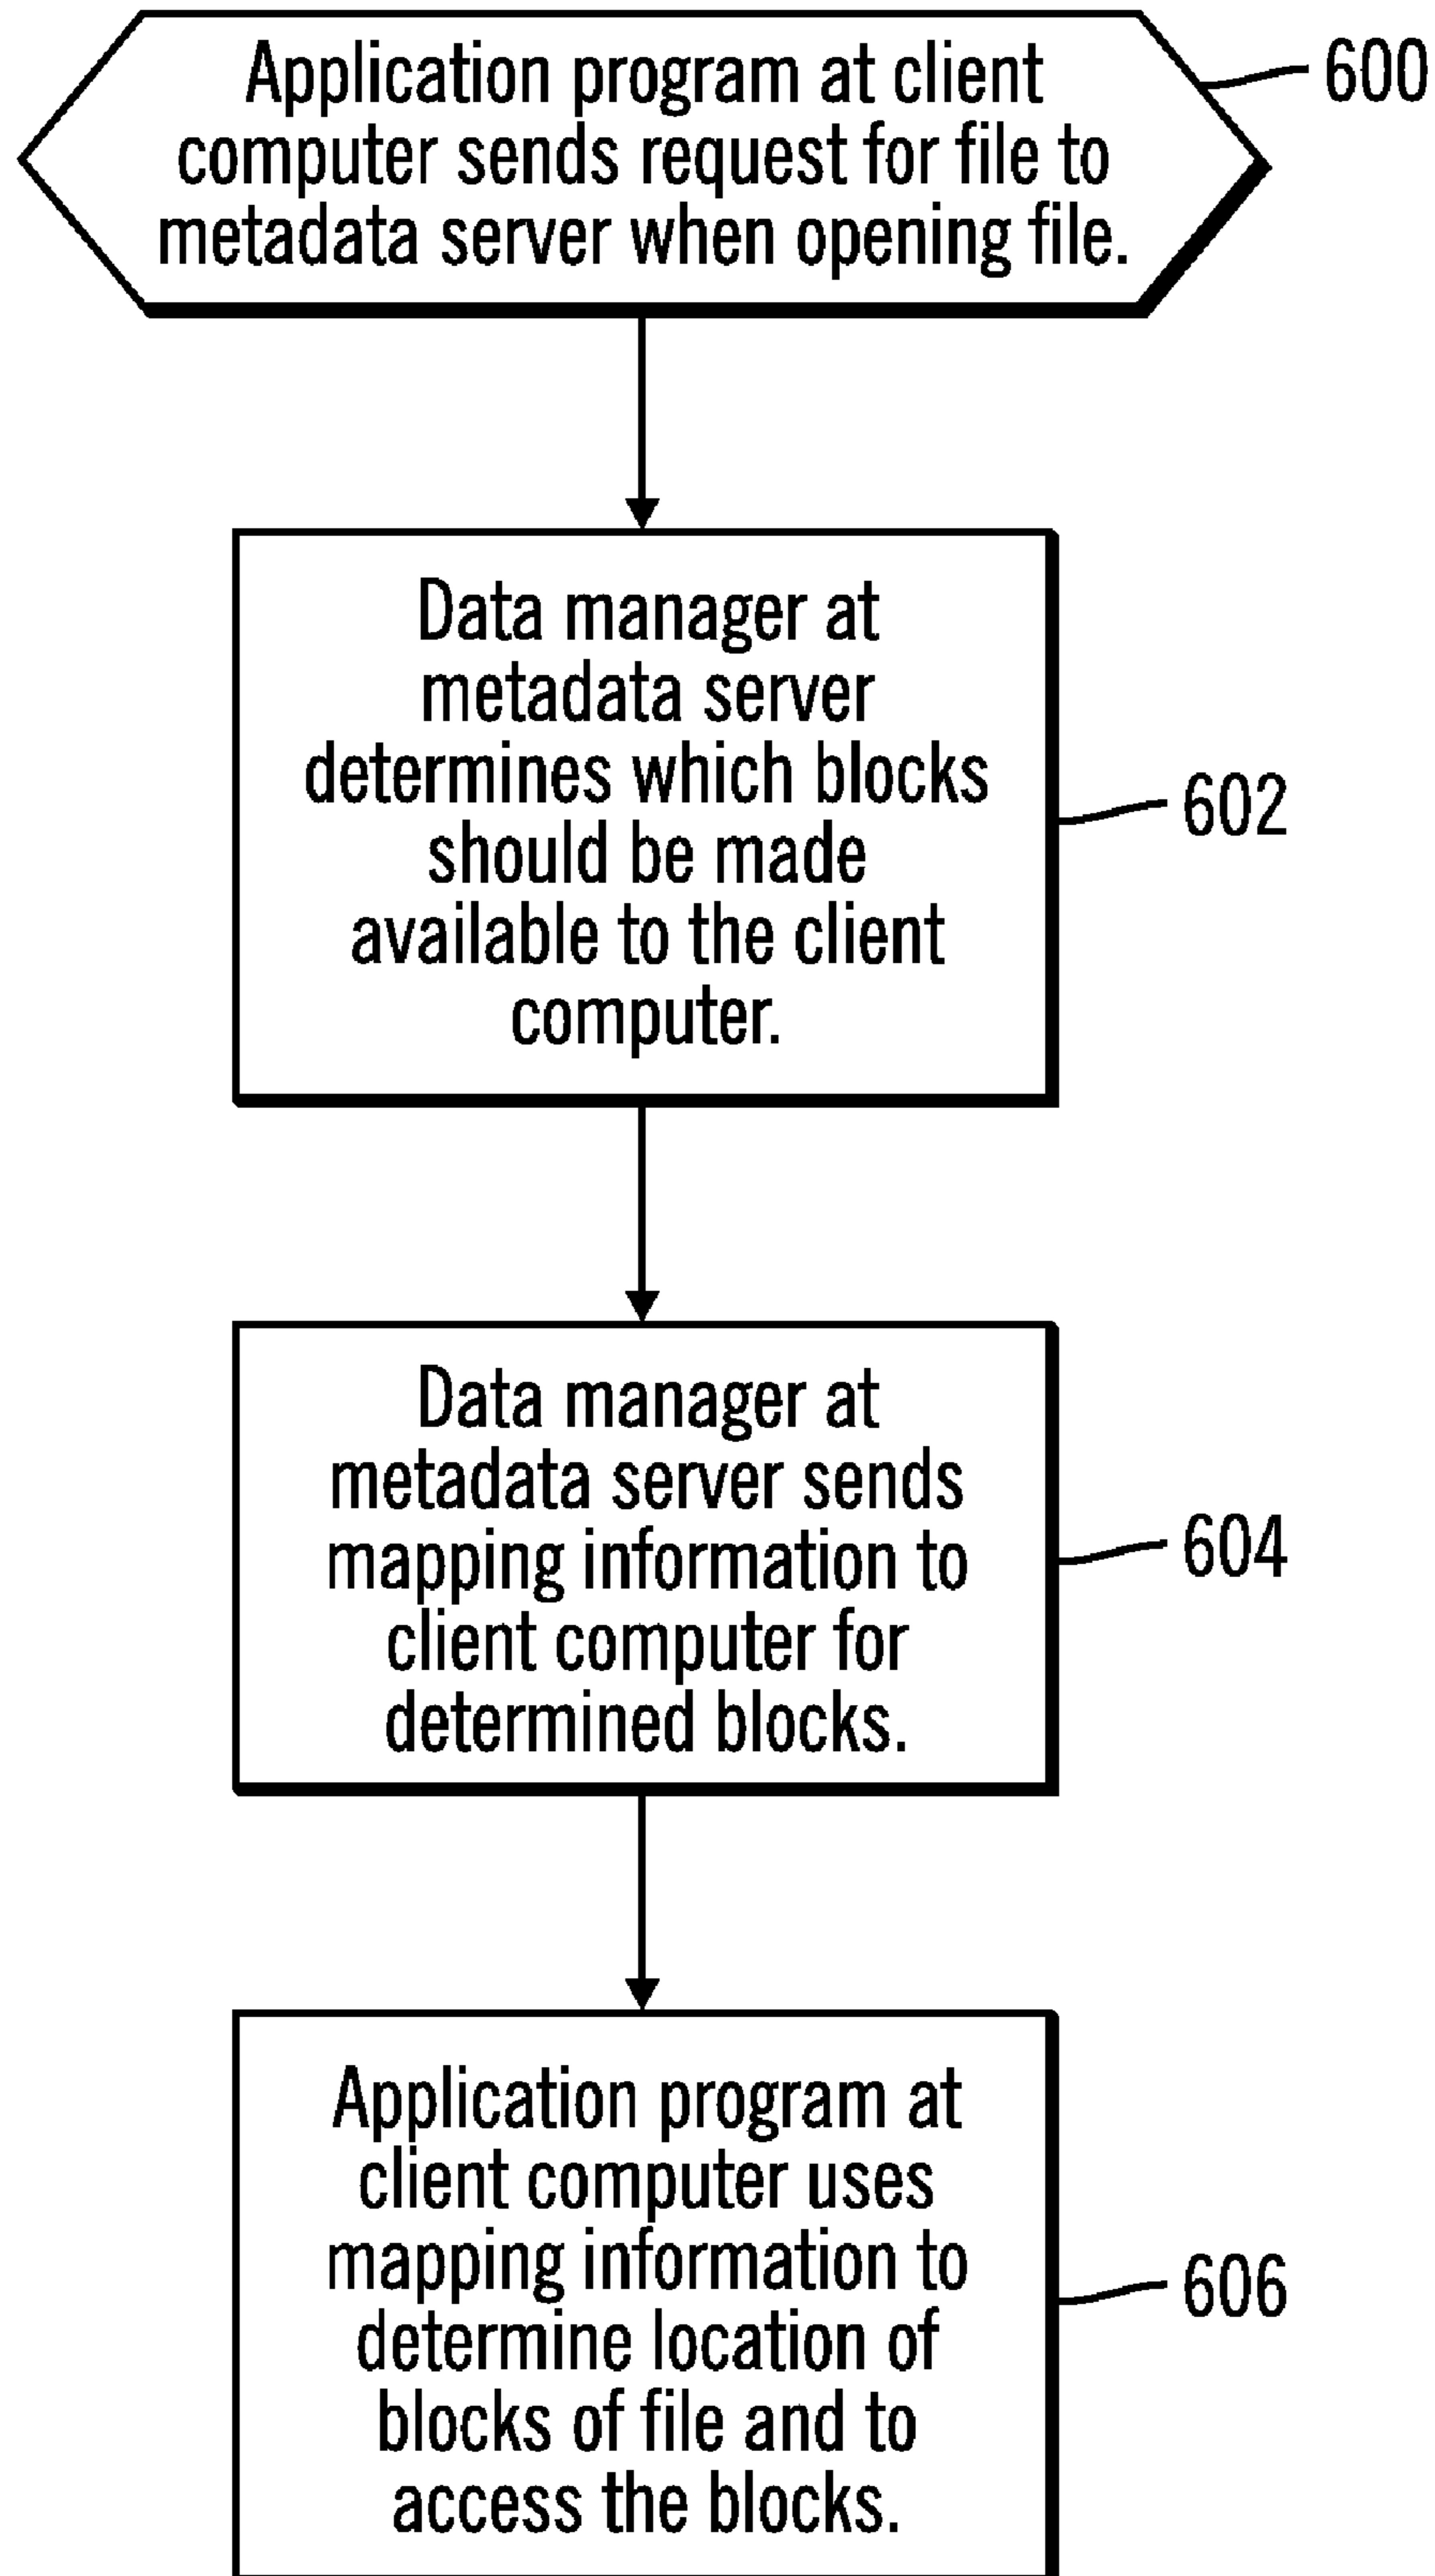 Application program at client
computer sends request for file to
metadata server when opening file.
600
Data manager at
metadata server
determines which blocks
should be made
available to the client
computer.
602
Data manager at
metadata server sends
mapping information to
client computer for
determined blocks.
604
Application program at
client computer uses
mapping information to
determine location of
blocks of file and to
access the blocks.
606